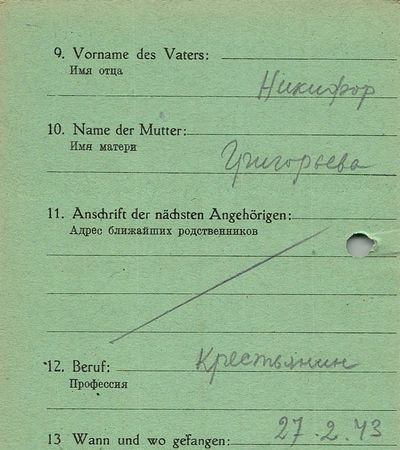 9. Vorname des Vaters:
Имя отца
Никифор
10. Name der Mutter:
Имя матери
Григорьева
11. Anschrift der nächsten Angehörigen:
Адрес ближайших родственников
12. Beruf: Крестьянин
Профессия
13 Wann und wo gefangen: 27.2.43